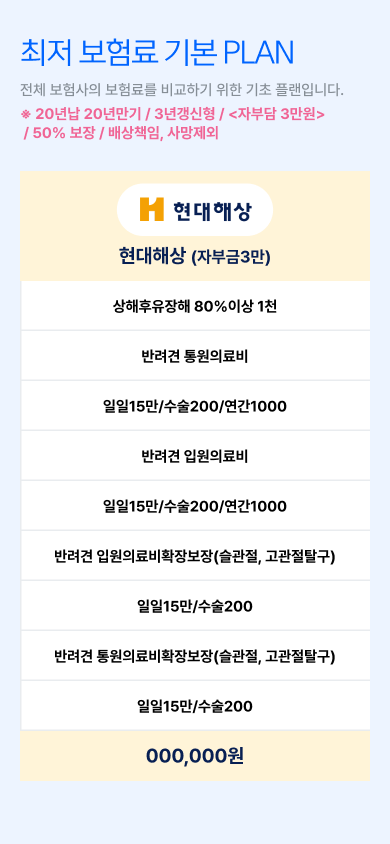 최저 보험료 기본 PLAN
전체 보험사의 보험료를 비교하기 위한 기초 플랜입니다.
※ 20년납 20년만기 / 3년갱신형 / <자부담 3만원>
/ 50% 보장 / 배상책임, 사망제외
현대해상
현대해상 (자부금3만)
상해후유장해 80%이상 1천
반려견 통원의료비
일일15만/수술200/연간1000
반려견 입원의료비
일일15만/수술200/연간1000
반려견 입원의료비확장보장(슬관절, 고관절탈구)
일일15만/수술200
반려견 통원의료비확장보장(슬관절, 고관절탈구)
일일15만/수술200
000,000원